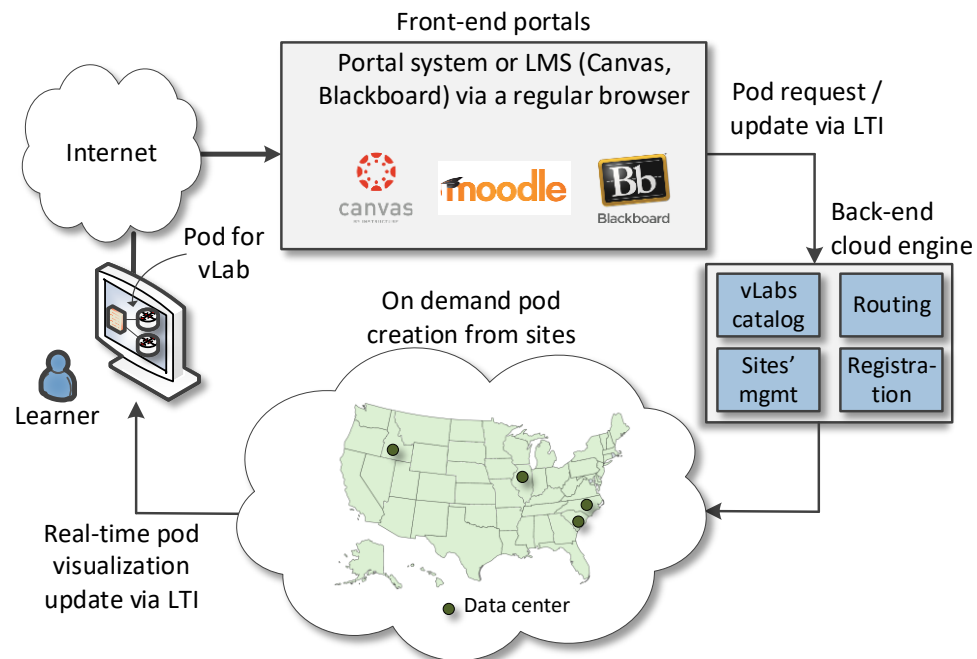 Front-end portals
Portal system or LMS (Canvas,
Blackboard) via a regular browser
canvas
BY INSTRUCTURE
moodle
Bb
Blackboard
Pod request /
update via LTI
Internet
Pod for
vLab
Back-end
cloud engine
vLabs
catalog
Routing
Sites'
mgmt
Registra-
tion
On demand pod
creation from sites
Learner
Real-time pod
visualization
update via LTI
Data center